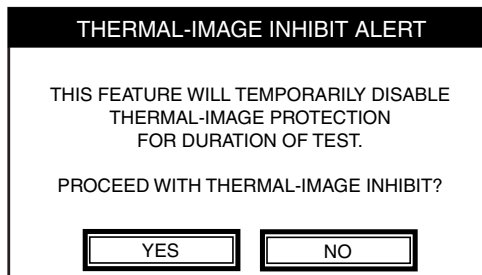 THERMAL-IMAGE INHIBIT ALERT
THIS FEATURE WILL TEMPORARILY DISABLE
THERMAL-IMAGE PROTECTION
FOR DURATION OF TEST.
PROCEED WITH THERMAL-IMAGE INHIBIT?
YES NO